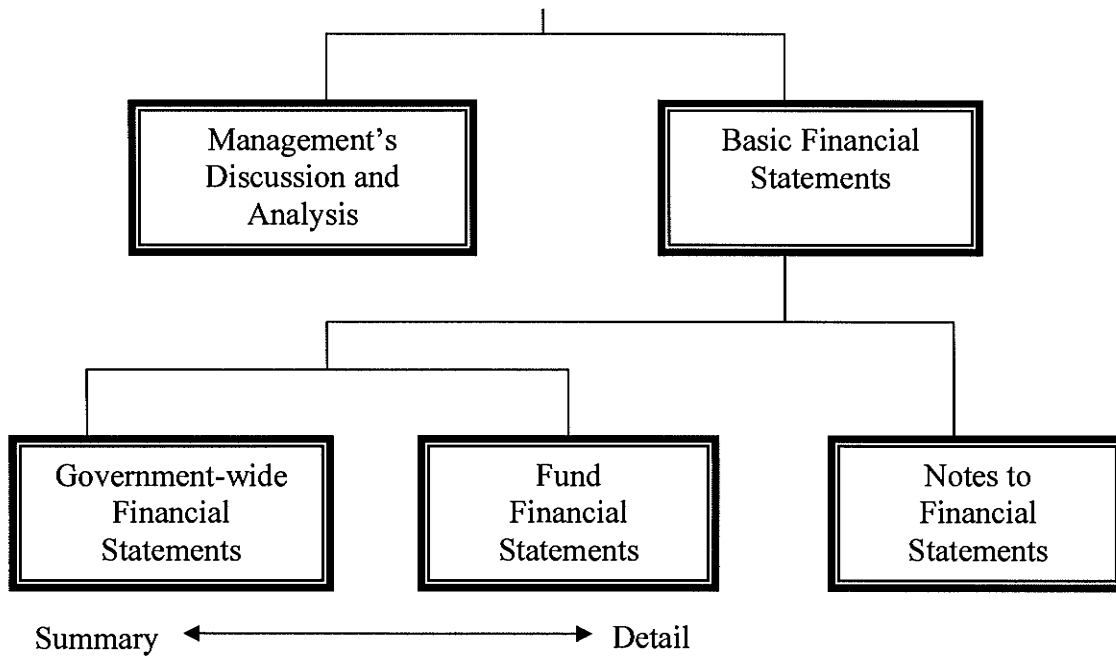 Management’s
Discussion and
Analysis
Basic Financial
Statements
Government-wide
Financial
Statements
Fund
Financial
Statements
Notes to
Financial
Statements
Summary
Detail